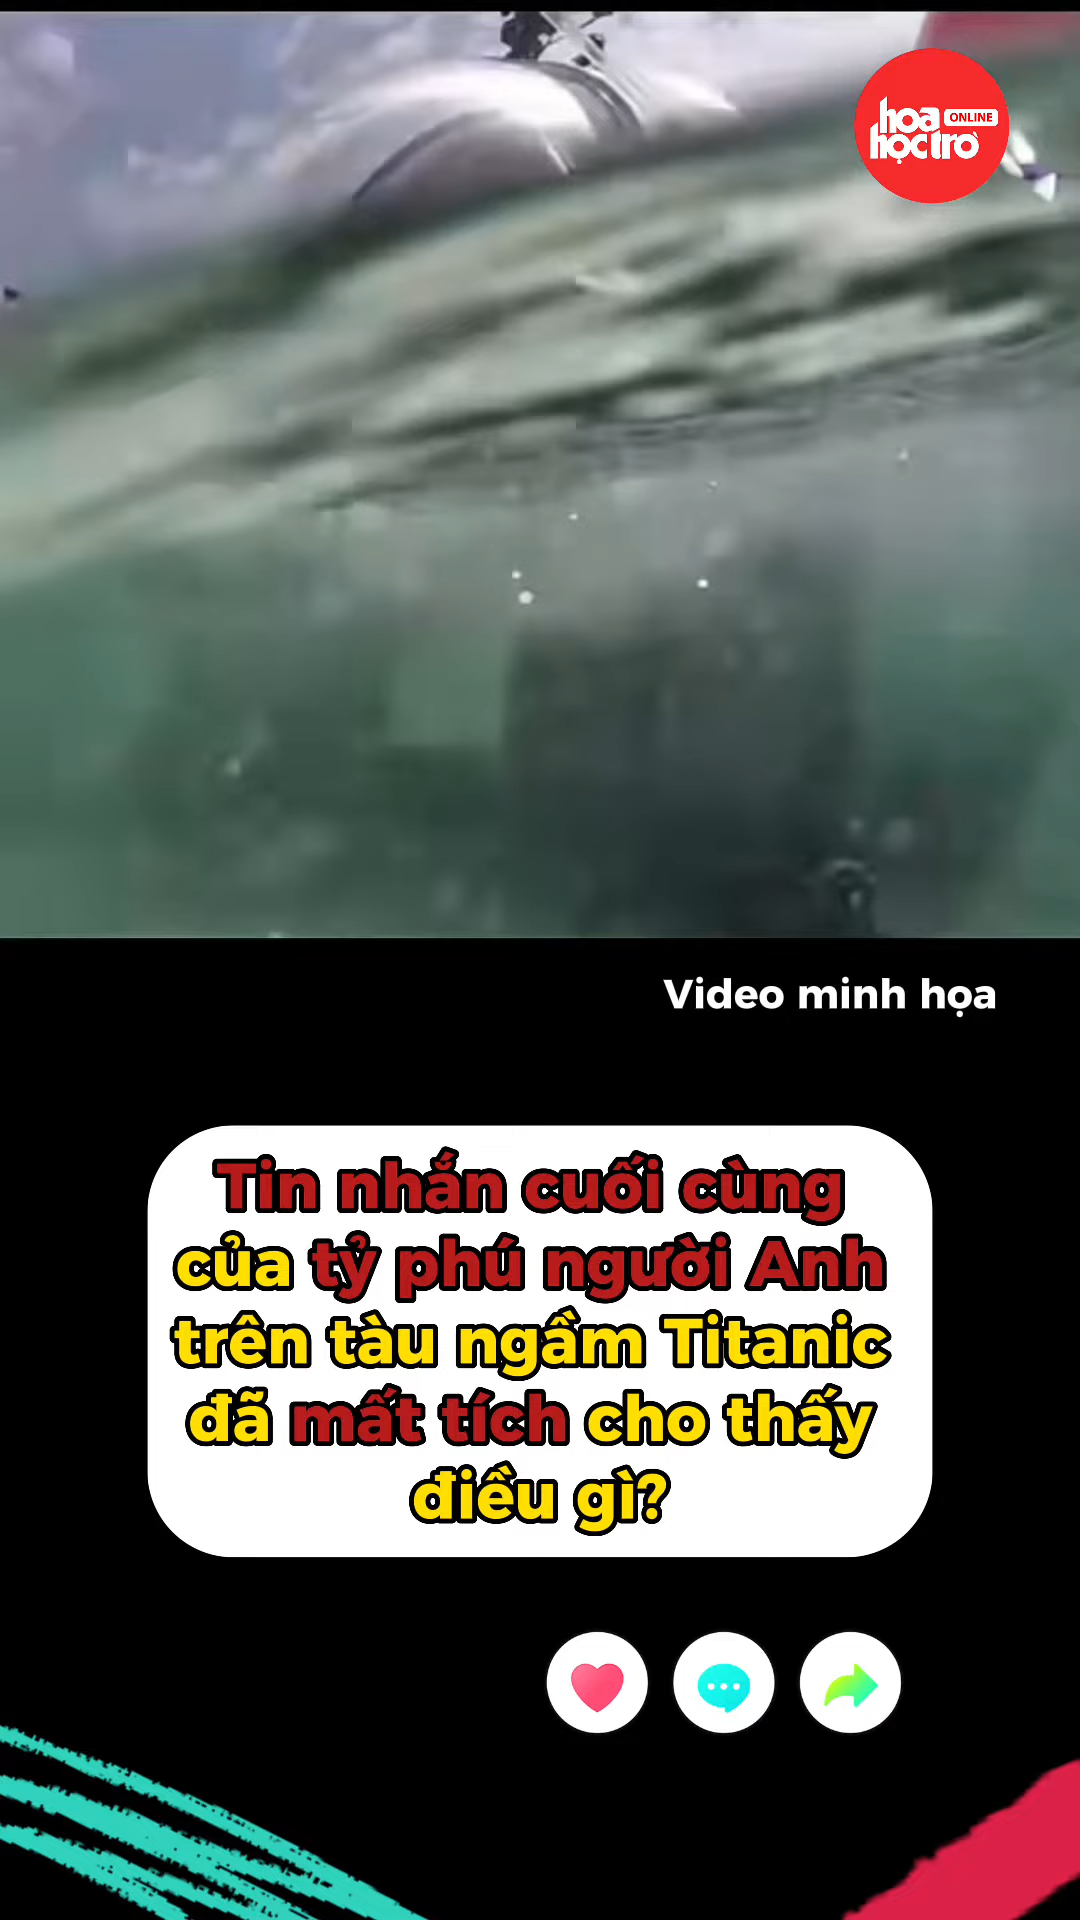 hoa
ONLINE
học trò
Video minh họa
Tin nhắn cuối cùng
của tỷ phú người Anh
trên tàu ngầm Titanic
đã mất tích cho thấy
điều gì?